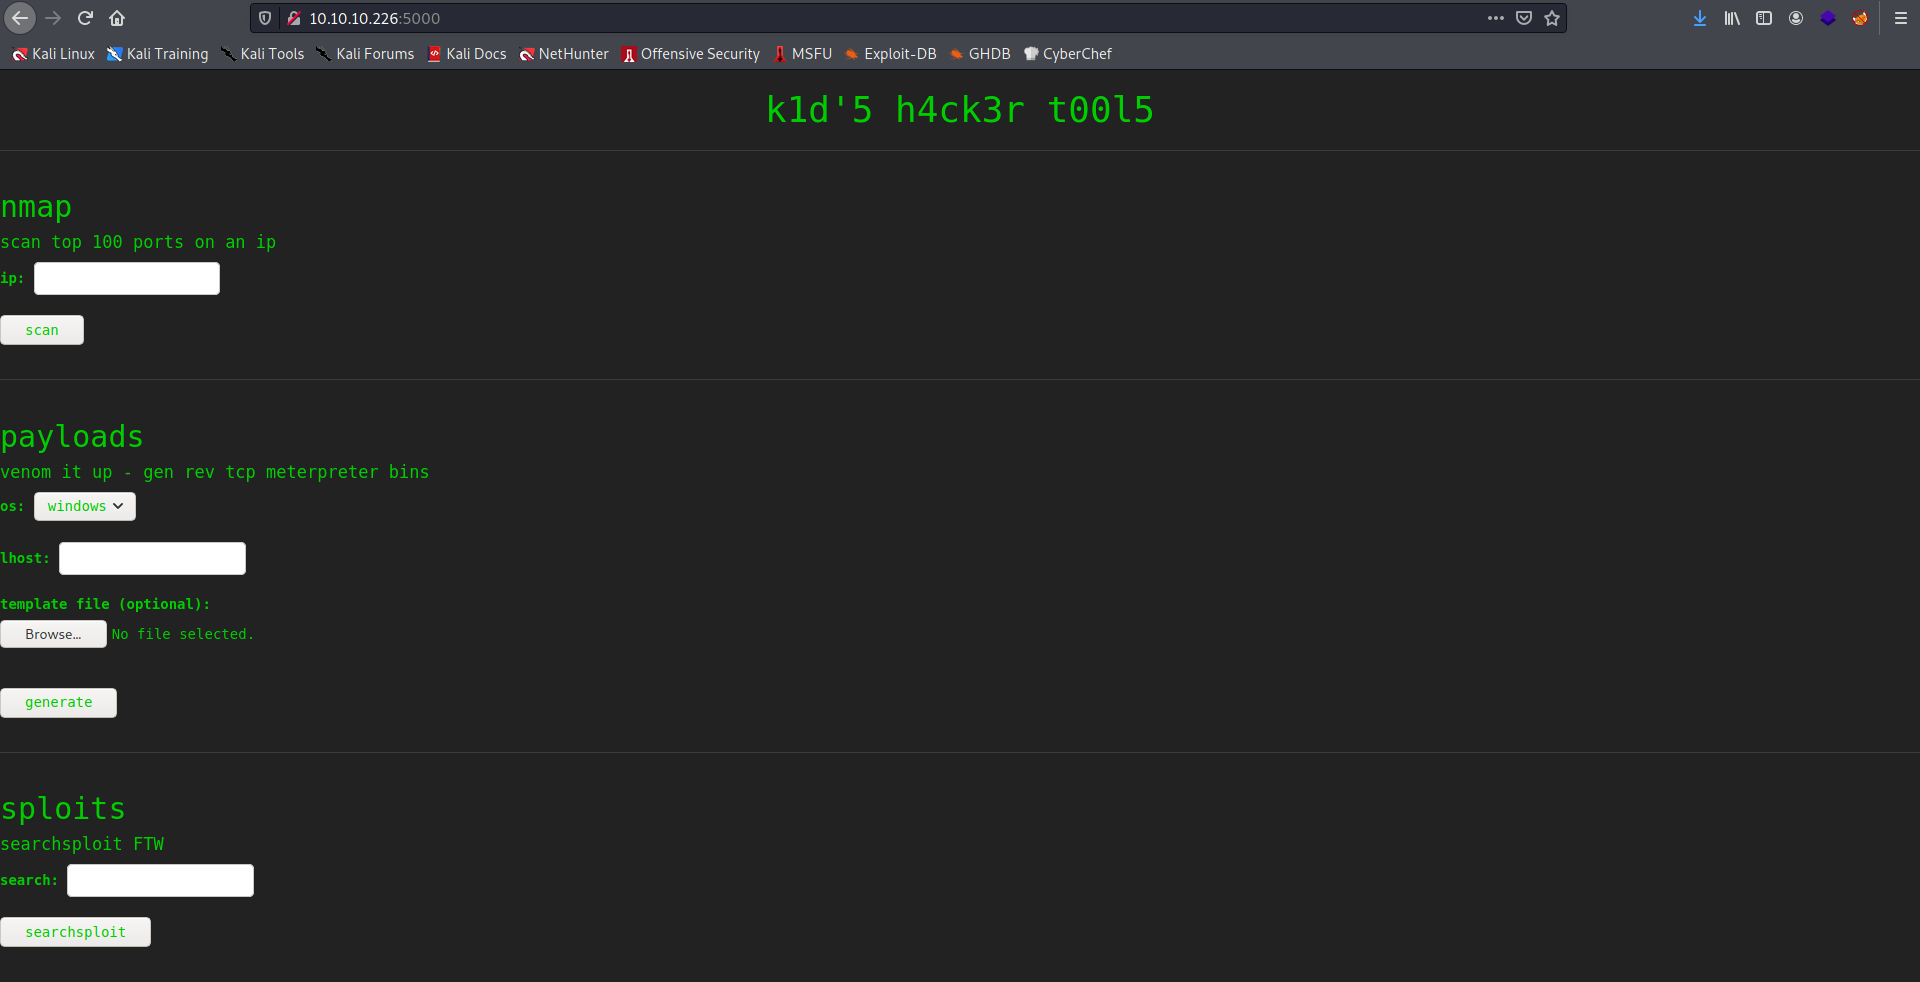 10.10.10.226:5000
Kali Linux Kali Training Kali Tools Kali Forums Kali Docs NetHunter Offensive Security MSFU Exploit-DB GHDB CyberChef
k1d'5 h4ck3r t00l5
nmap
scan top 100 ports on an ip
ip:
scan
payloads
venom it up - gen rev tcp meterpreter bins
os: windows
lhost:
template file (optional):
Browse... No file selected.
generate
sploits
searchsploit FTW
search:
searchsploit